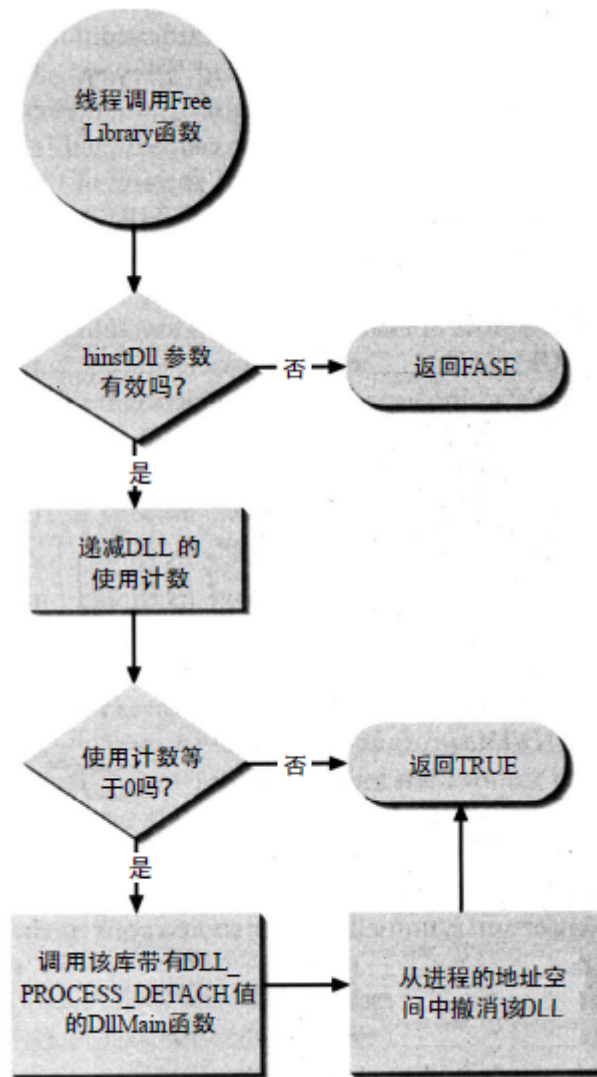 线程调用Free
Library函数
hinstDll 参数
有效吗?
否
返回FASE
是
递减DLL 的
使用计数
使用计数等
于0吗?
否
返回TRUE
是
调用该库带有DLL_
PROCESS_DETACH 值
的DllMain函数
从进程的地址空
间中撤消该DLL